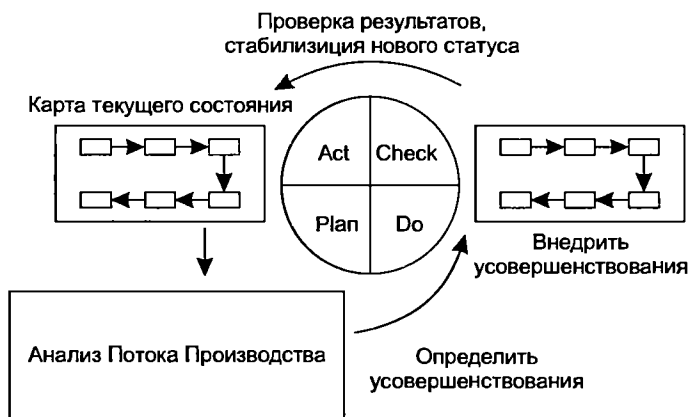 Проверка результатов,
стабилизиция нового статуса
Карта текущего состояния
Act
Check
Plan
Do
Внедрить
усовершенствования
Анализ Потока Производства
Определить
усовершенствования